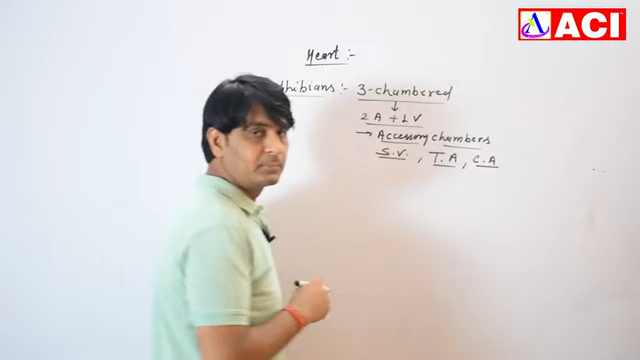 ACI
Heart :-
hibians :- 3-chambered
↓
2 A + 1 V
→ Accessory chambers
S.V. , T.A , C.A